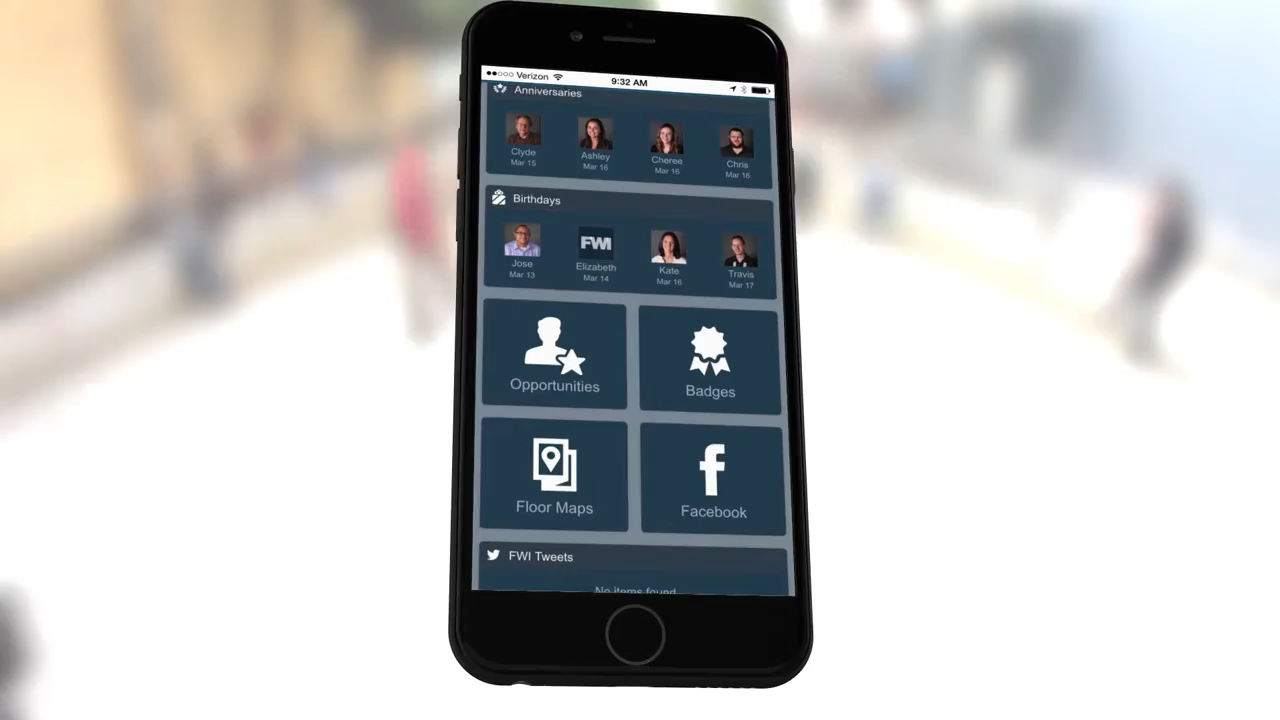 Verizon 9:32 AM
Anniversaries
Clyde Ashley Cheree Chris
Mar 15 Mar 16 Mar 16 Mar 16
Birthdays
FWI
Jose Elizabeth Kate Travis
Mar 13 Mar 14 Mar 16 Mar 17
Opportunities Badges
Floor Maps Facebook
FWI Tweets
No items found